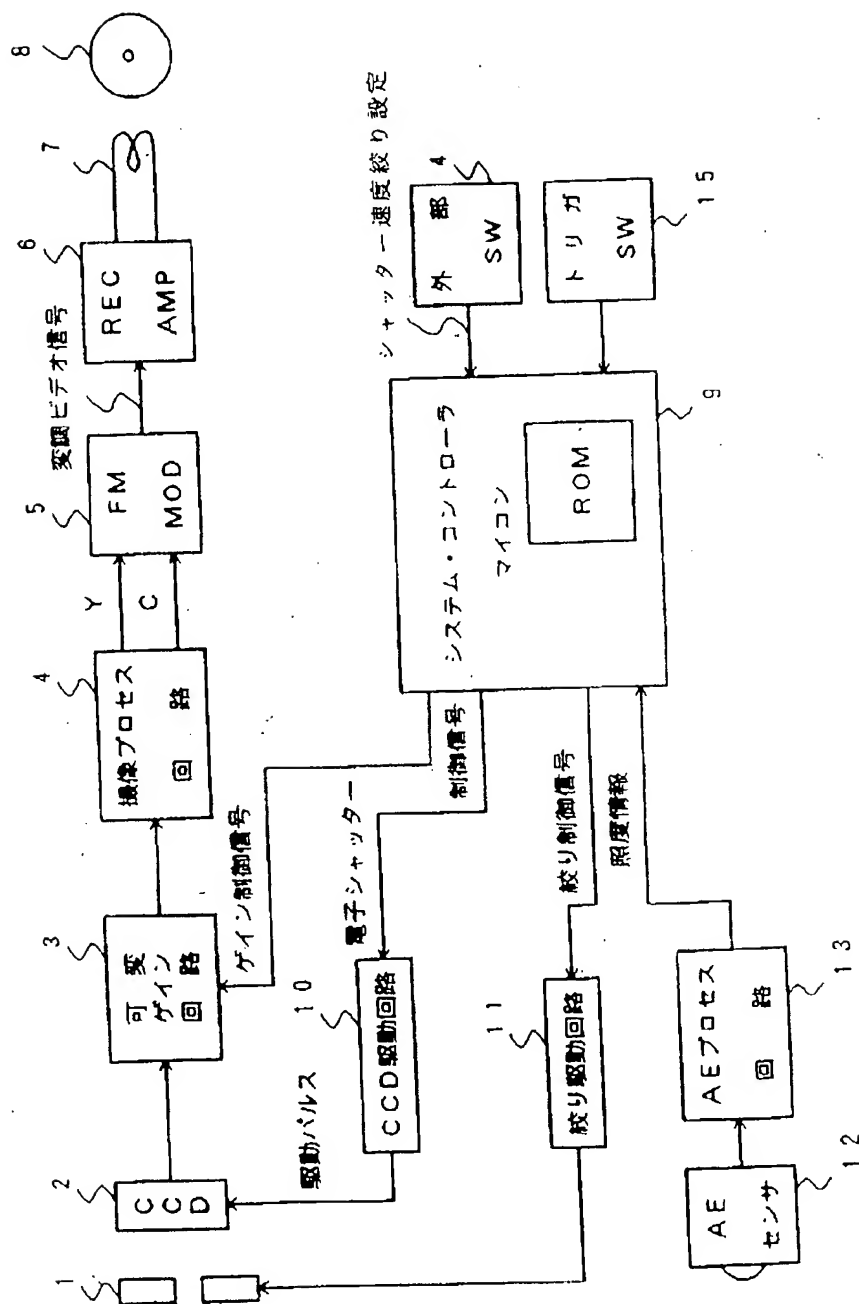 1
2
3
4
5
6
7
8
CCD
可変
ゲイン
回路
撮像プロセス
回路
Y
C
FM
MOD
変調ビデオ信号
REC
AMP
駆動パルス
ゲイン制御信号
10
CCD駆動回路
電子シャッター
制御信号
シャッター速度絞り設定
システム・コントローラ
マイコン
ROM
9
外部
SW
4
トリガ
SW
15
11
絞り駆動回路
絞り制御信号
照度情報
AE
センサ
12
AEプロセス
回路
13